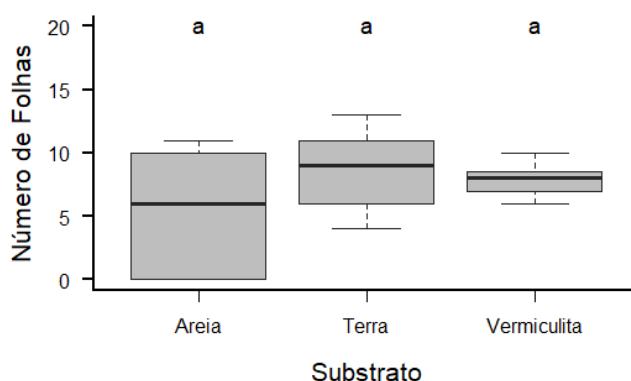 20
a a a
15
10
5
0
Número de Folhas
Areia Terra Vermiculita
Substrato